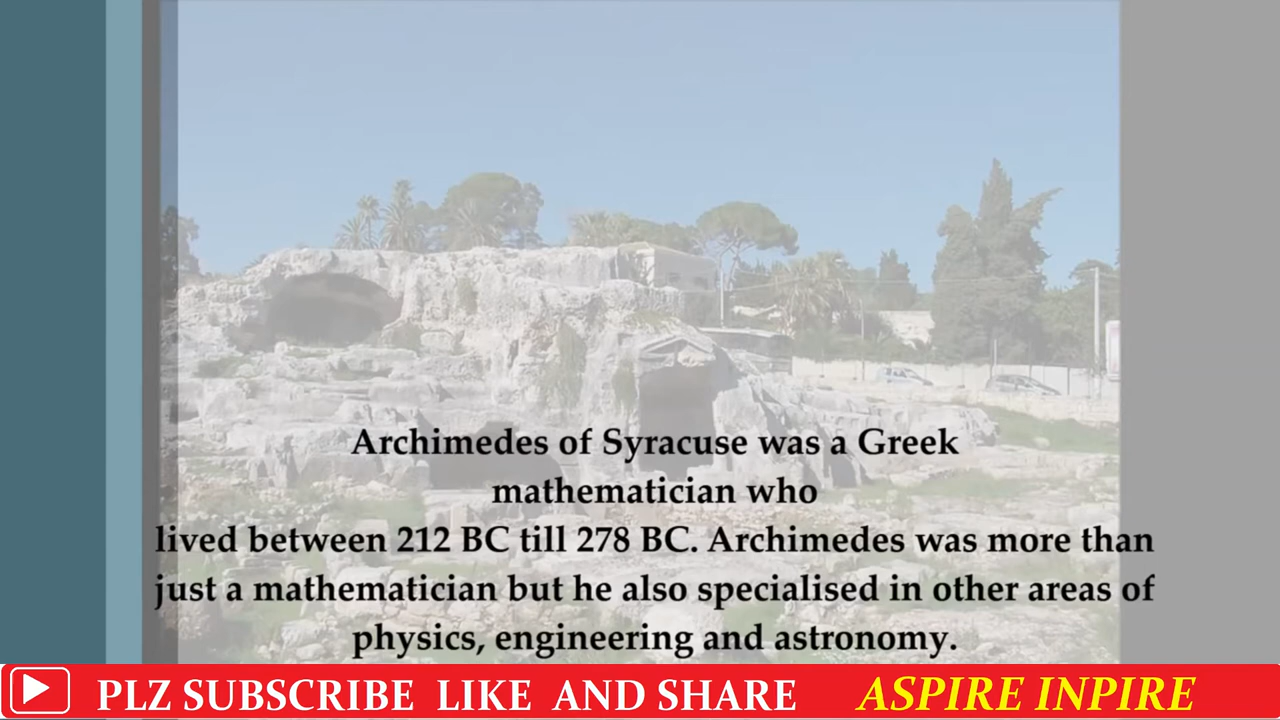 Archimedes of Syracuse was a Greek
mathematician who
lived between 212 BC till 278 BC. Archimedes was more than
just a mathematician but he also specialised in other areas of
physics, engineering and astronomy.
PLZ SUBSCRIBE LIKE AND SHARE ASPIRE INPIRE